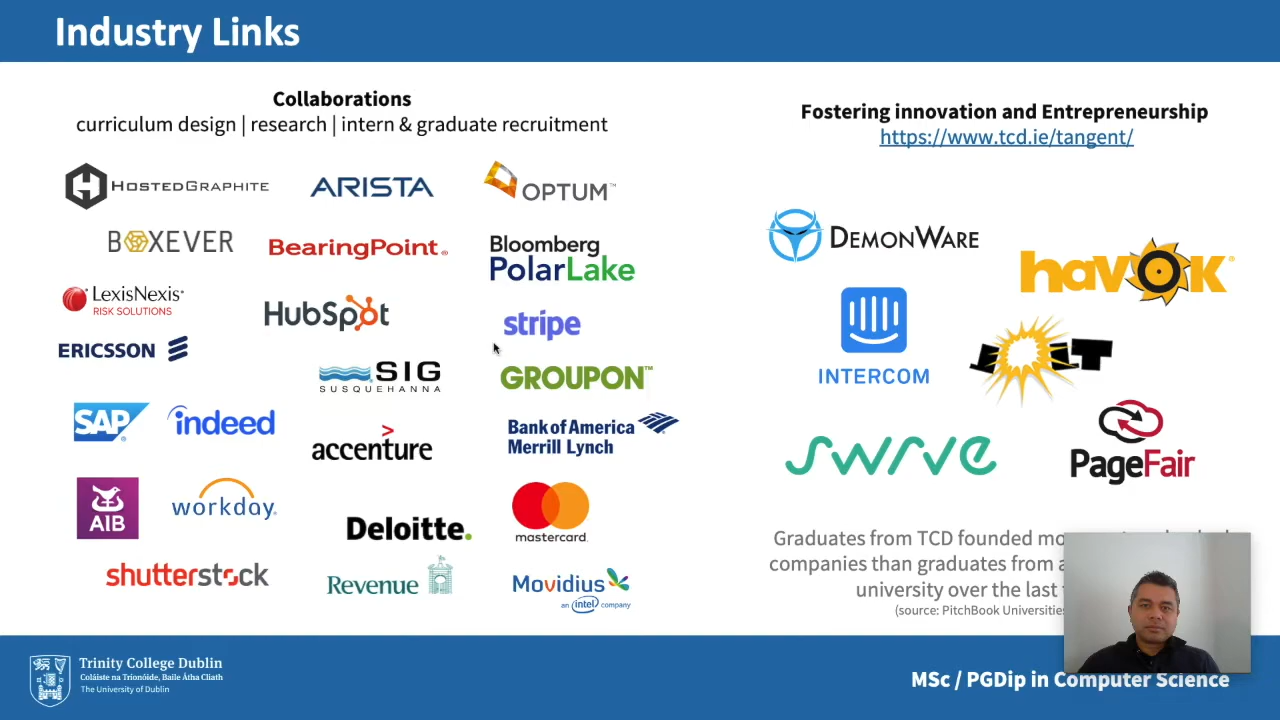 Industry Links
Collaborations
curriculum design | research | intern & graduate recruitment
HOSTEDGRAPHITE
ARISTA
OPTUM™
BOXEVER
BearingPoint®
Bloomberg
PolarLake
LexisNexis®
RISK SOLUTIONS
HubSpot
stripe
ERICSSON
SIG
SUSQUEHANNA
GROUPON™
SAP®
indeed
accenture
Bank of America
Merrill Lynch
AIB
workday®
Deloitte.
mastercard
shutterstock
Revenue
Movidius
an intel company
Fostering innovation and Entrepreneurship
https://www.tcd.ie/tangent/
DEMONWARE
havok®
INTERCOM
swrve
PageFair
Graduates from TCD founded
companies than graduates from
university over the last
(source: PitchBook Universities
Trinity College Dublin
Coláiste na Tríonóide, Baile Átha Cliath
The University of Dublin
MSc / PGDip in Computer Science